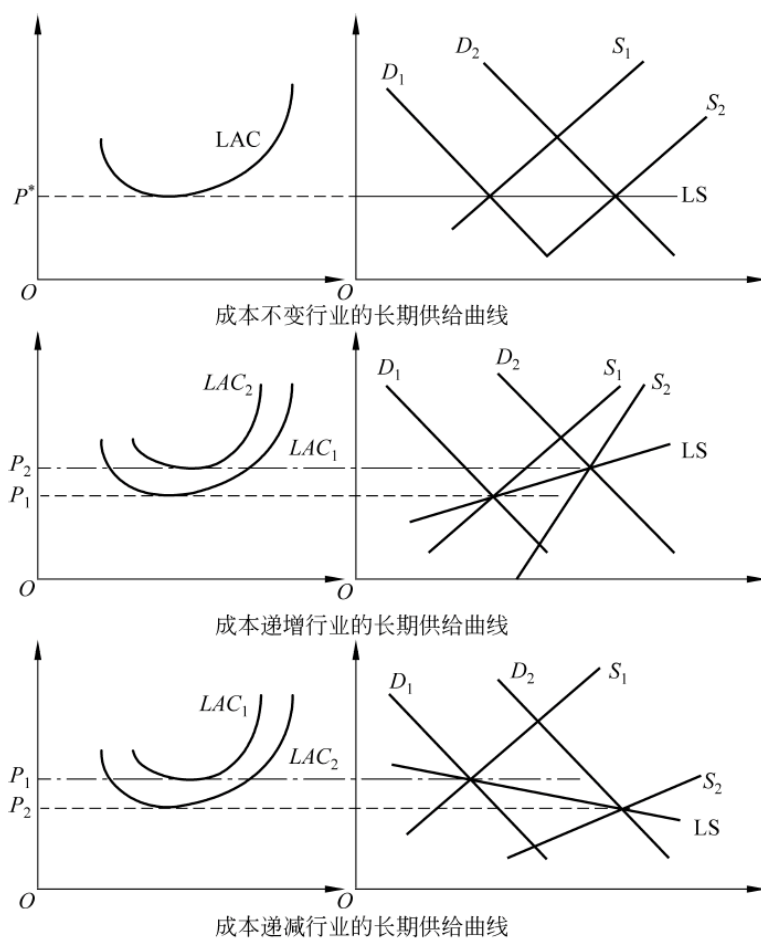 D₁ D₂ S₁
LAC S₂
P* LS
O O
成本不变行业的长期供给曲线
LAC₂ D₁ D₂ S₁ S₂
LAC₁ LS
P₂
P₁
O O
成本递增行业的长期供给曲线
LAC₁ D₁ D₂ S₁
LAC₂
P₁ S₂
P₂ LS
O O
成本递减行业的长期供给曲线